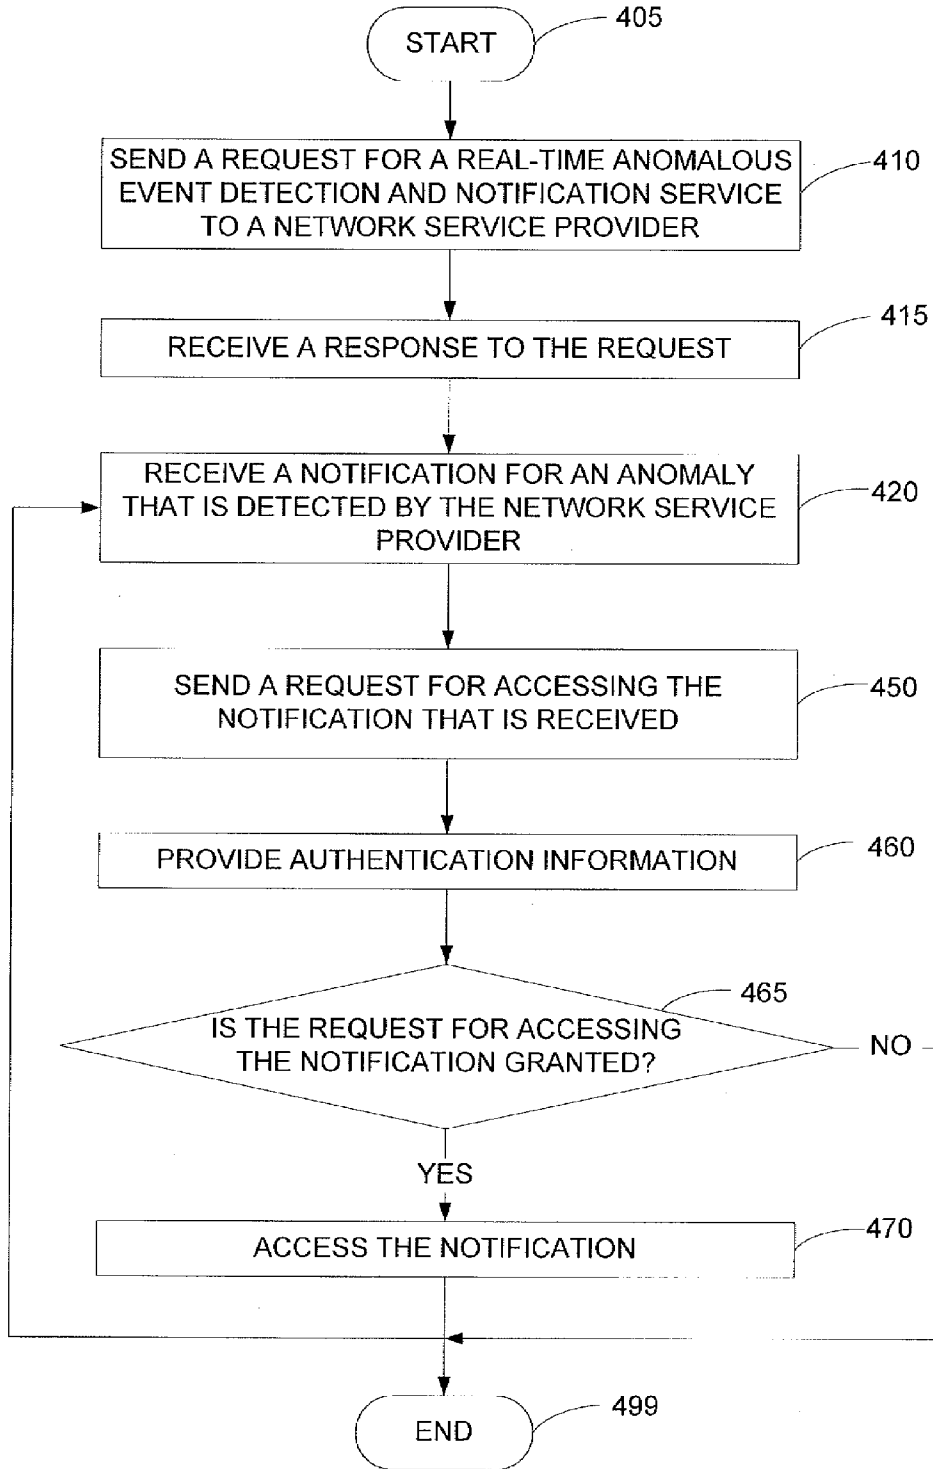 START
405
SEND A REQUEST FOR A REAL-TIME ANOMALOUS
EVENT DETECTION AND NOTIFICATION SERVICE
TO A NETWORK SERVICE PROVIDER
410
RECEIVE A RESPONSE TO THE REQUEST
415
RECEIVE A NOTIFICATION FOR AN ANOMALY
THAT IS DETECTED BY THE NETWORK SERVICE
PROVIDER
420
SEND A REQUEST FOR ACCESSING THE
NOTIFICATION THAT IS RECEIVED
450
PROVIDE AUTHENTICATION INFORMATION
460
IS THE REQUEST FOR ACCESSING
THE NOTIFICATION GRANTED?
465
NO
YES
ACCESS THE NOTIFICATION
470
END
499